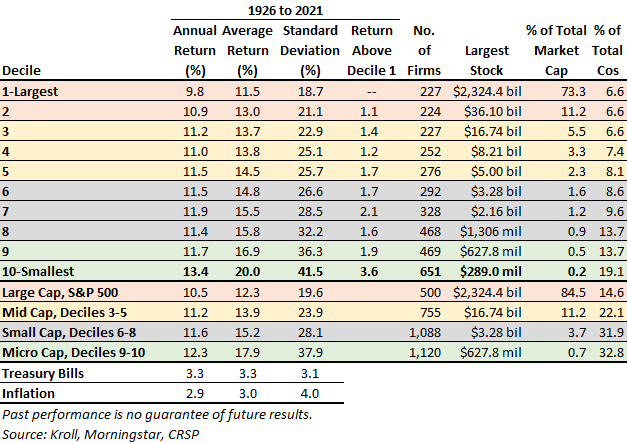 1926 to 2021
Annual Average Standard Return No. % of Total % of
Return Return Deviation Above of Largest Market Total
Decile (%) (%) (%) Decile 1 Firms Stock Cap Cos
1-Largest 9.8 11.5 18.7 -- 227 $2,324.4 bil 73.3 6.6
2 10.9 13.0 21.1 1.1 224 $36.10 bil 11.2 6.6
3 11.2 13.7 22.9 1.4 227 $16.74 bil 5.5 6.6
4 11.0 13.8 25.1 1.2 252 $8.21 bil 3.3 7.4
5 11.5 14.5 25.7 1.7 276 $5.00 bil 2.3 8.1
6 11.5 14.8 26.6 1.7 292 $3.28 bil 1.6 8.6
7 11.9 15.5 28.5 2.1 328 $2.16 bil 1.2 9.6
8 11.4 15.8 32.2 1.6 468 $1,306 mil 0.9 13.7
9 11.7 16.9 36.3 1.9 469 $627.8 mil 0.5 13.7
10-Smallest 13.4 20.0 41.5 3.6 651 $289.0 mil 0.2 19.1
Large Cap, S&P 500 10.5 12.3 19.6 500 $2,324.4 bil 84.5 14.6
Mid Cap, Deciles 3-5 11.2 13.9 23.9 755 $16.74 bil 11.2 22.1
Small Cap, Deciles 6-8 11.6 15.2 28.1 1,088 $3.28 bil 3.7 31.9
Micro Cap, Deciles 9-10 12.3 17.9 37.9 1,120 $627.8 mil 0.7 32.8
Treasury Bills 3.3 3.3 3.1
Inflation 2.9 3.0 4.0
Past performance is no guarantee of future results.
Source: Kroll, Morningstar, CRSP